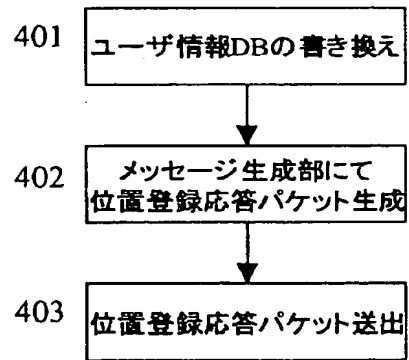 401 ユーザ情報DBの書き換え
402 メッセージ生成部にて
位置登録応答パケット生成
403 位置登録応答パケット送出